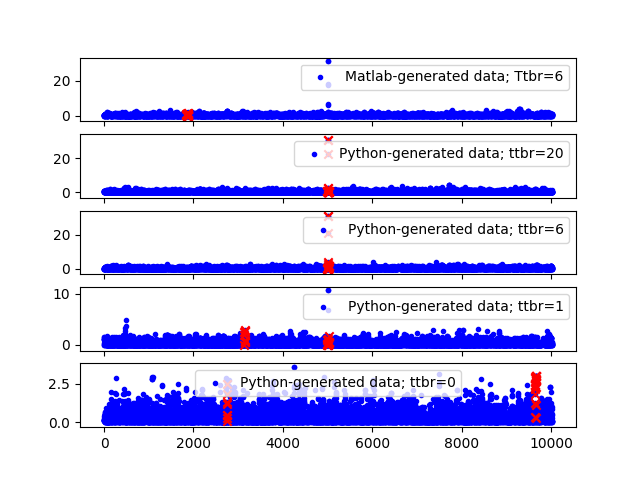 20
0
Matlab-generated data; Ttbr=6
20
0
Python-generated data; ttbr=20
20
0
Python-generated data; ttbr=6
10
0
Python-generated data; ttbr=1
2.5
0.0
Python-generated data; ttbr=0
0 2000 4000 6000 8000 10000